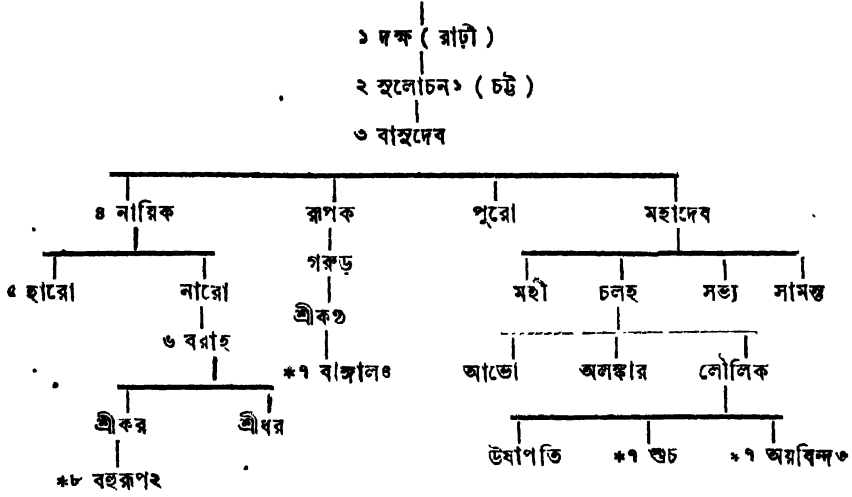 ১ দক্ষ ( রাঢ়ী )
২ সুলোচন১ ( চট্ট )
৩ বাসুদেব
৪ নায়িক রূপক পুরো মহাদেব
গরুড়
৫ হারো নারো মহী চলহ সভ্য সামন্ত
শ্রীকণ্ঠ
৬ বরাহ
*৭ বাঙ্গাল৪ আভো অলঙ্কার লৌলিক
শ্রীকর শ্রীধর
উষাপতি *৭ শুচ *৭ অরবিন্দ৩
*৮ বহুরূপ২